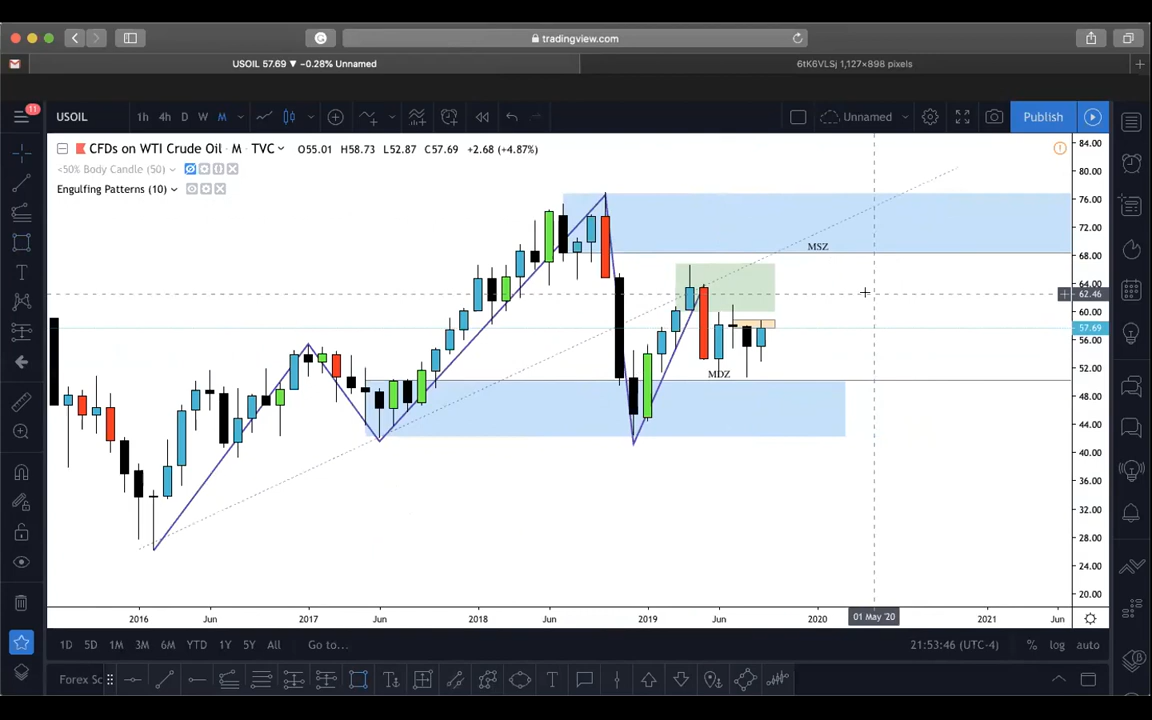 tradingview.com
USOIL 57.69 ▼ −0.28% Unnamed
6tK6VLSj 1,127×898 pixels
11
USOIL
1h 4h D W M
Unnamed
Publish
CFDs on WTI Crude Oil · M · TVC O55.01 H58.73 L52.87 C57.69 +2.68 (+4.87%)
<50% Body Candle (50)
Engulfing Patterns (10)
84.00
80.00
76.00
72.00
MSZ
68.00
64.00
62.46
60.00
57.69
56.00
MDZ
52.00
48.00
44.00
40.00
36.00
32.00
28.00
24.00
20.00
2016 Jun 2017 Jun 2018 Jun 2019 Jun 2020 01 May '20 2021 Jun
1D 5D 1M 3M 6M YTD 1Y 5Y All Go to... 21:53:46 (UTC-4) % log auto
Forex Sc